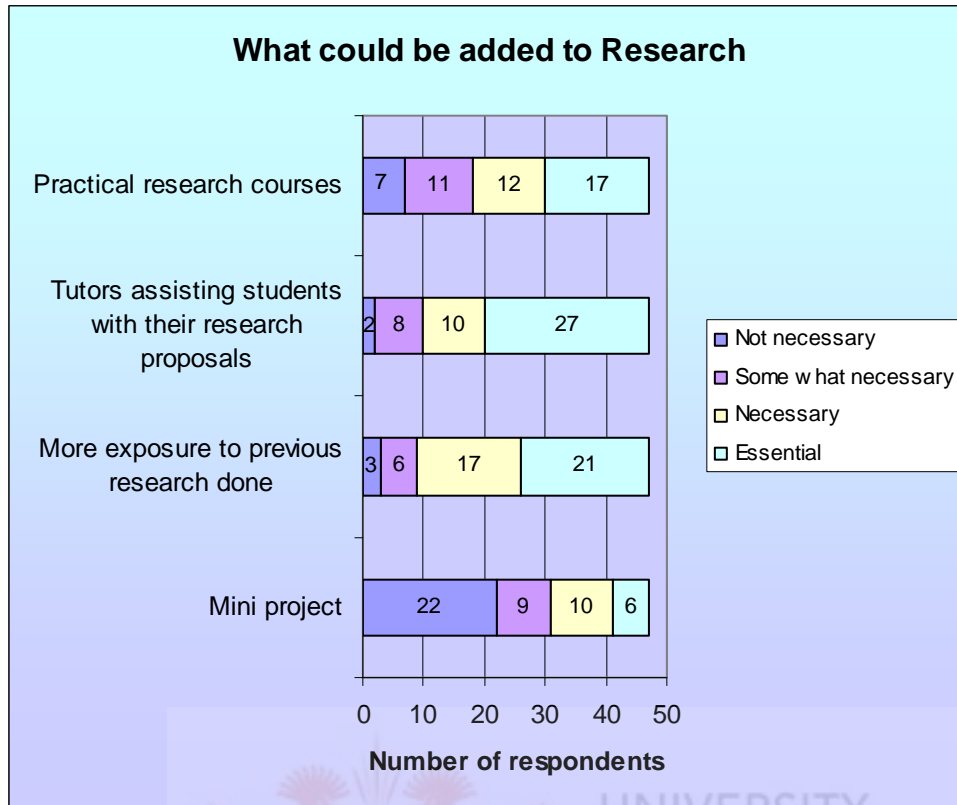 What could be added to Research
Practical research courses
7 11 12 17
Tutors assisting students
with their research
proposals
2 8 10 27
More exposure to previous
research done
3 6 17 21
Mini project
22 9 10 6
0 10 20 30 40 50
Number of respondents
Not necessary
Some what necessary
Necessary
Essential
UNIVERSITY